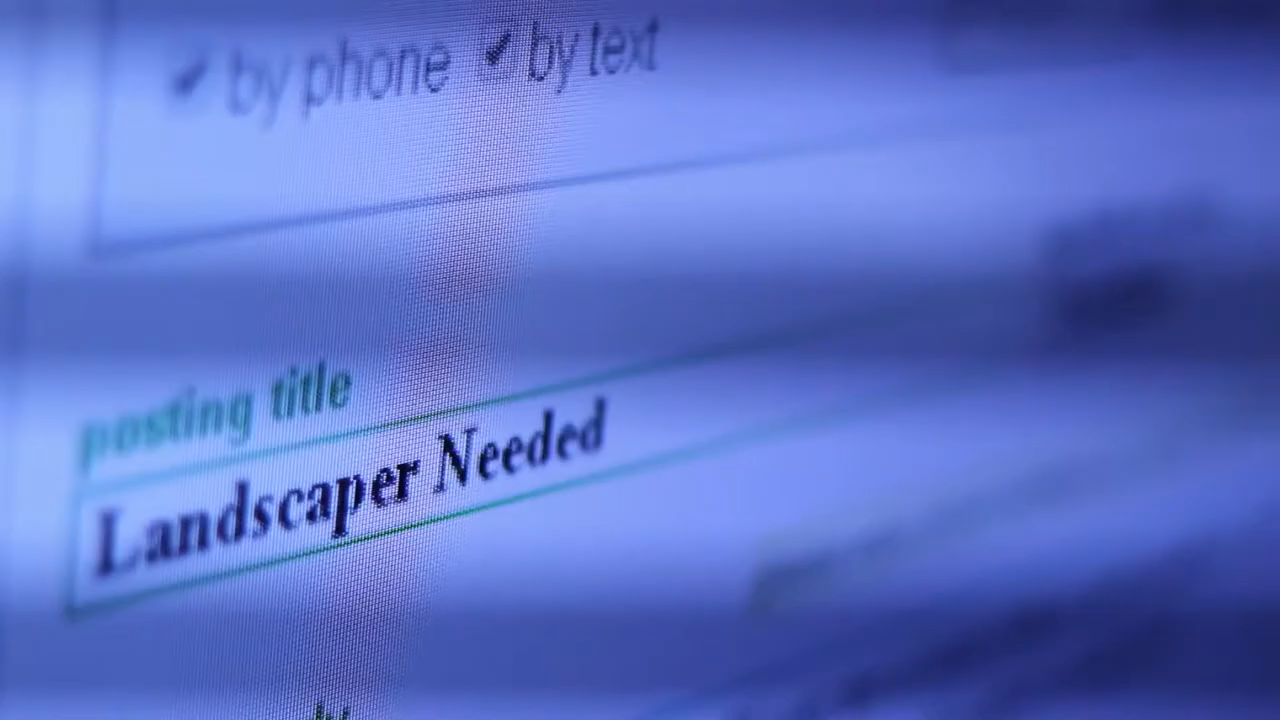 ✔ by phone ✔ by text
posting title
Landscaper Needed